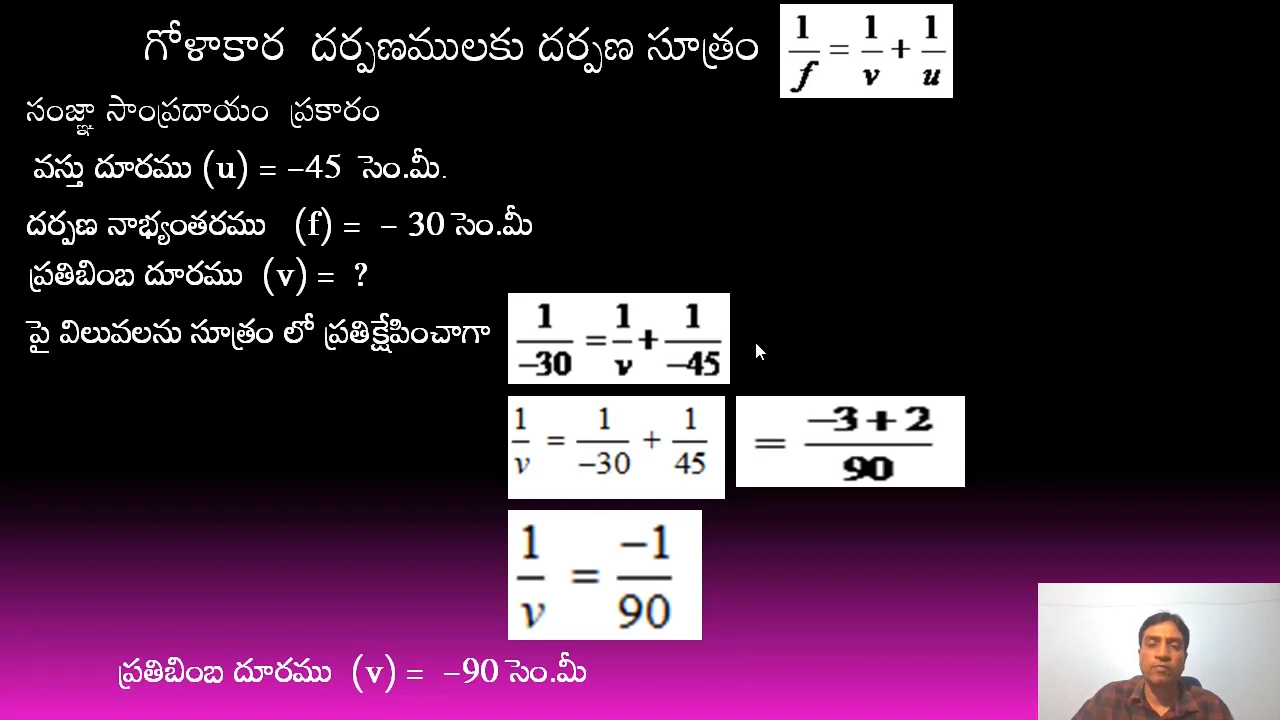 గోళాకార దర్పణములకు దర్పణ సూత్రం 1/f = 1/v + 1/u
సంజ్ఞా సాంప్రదాయం ప్రకారం
వస్తు దూరము (u) = –45 సెం.మీ.
దర్పణ నాభ్యంతరము (f) = – 30 సెం.మీ
ప్రతిబింబ దూరము (v) = ?
పై విలువలను సూత్రం లో ప్రతిక్షేపించాగా 1/–30 = 1/v + 1/–45
1/v = 1/–30 + 1/45 = –3 + 2/90
1/v = –1/90
ప్రతిబింబ దూరము (v) = –90 సెం.మీ